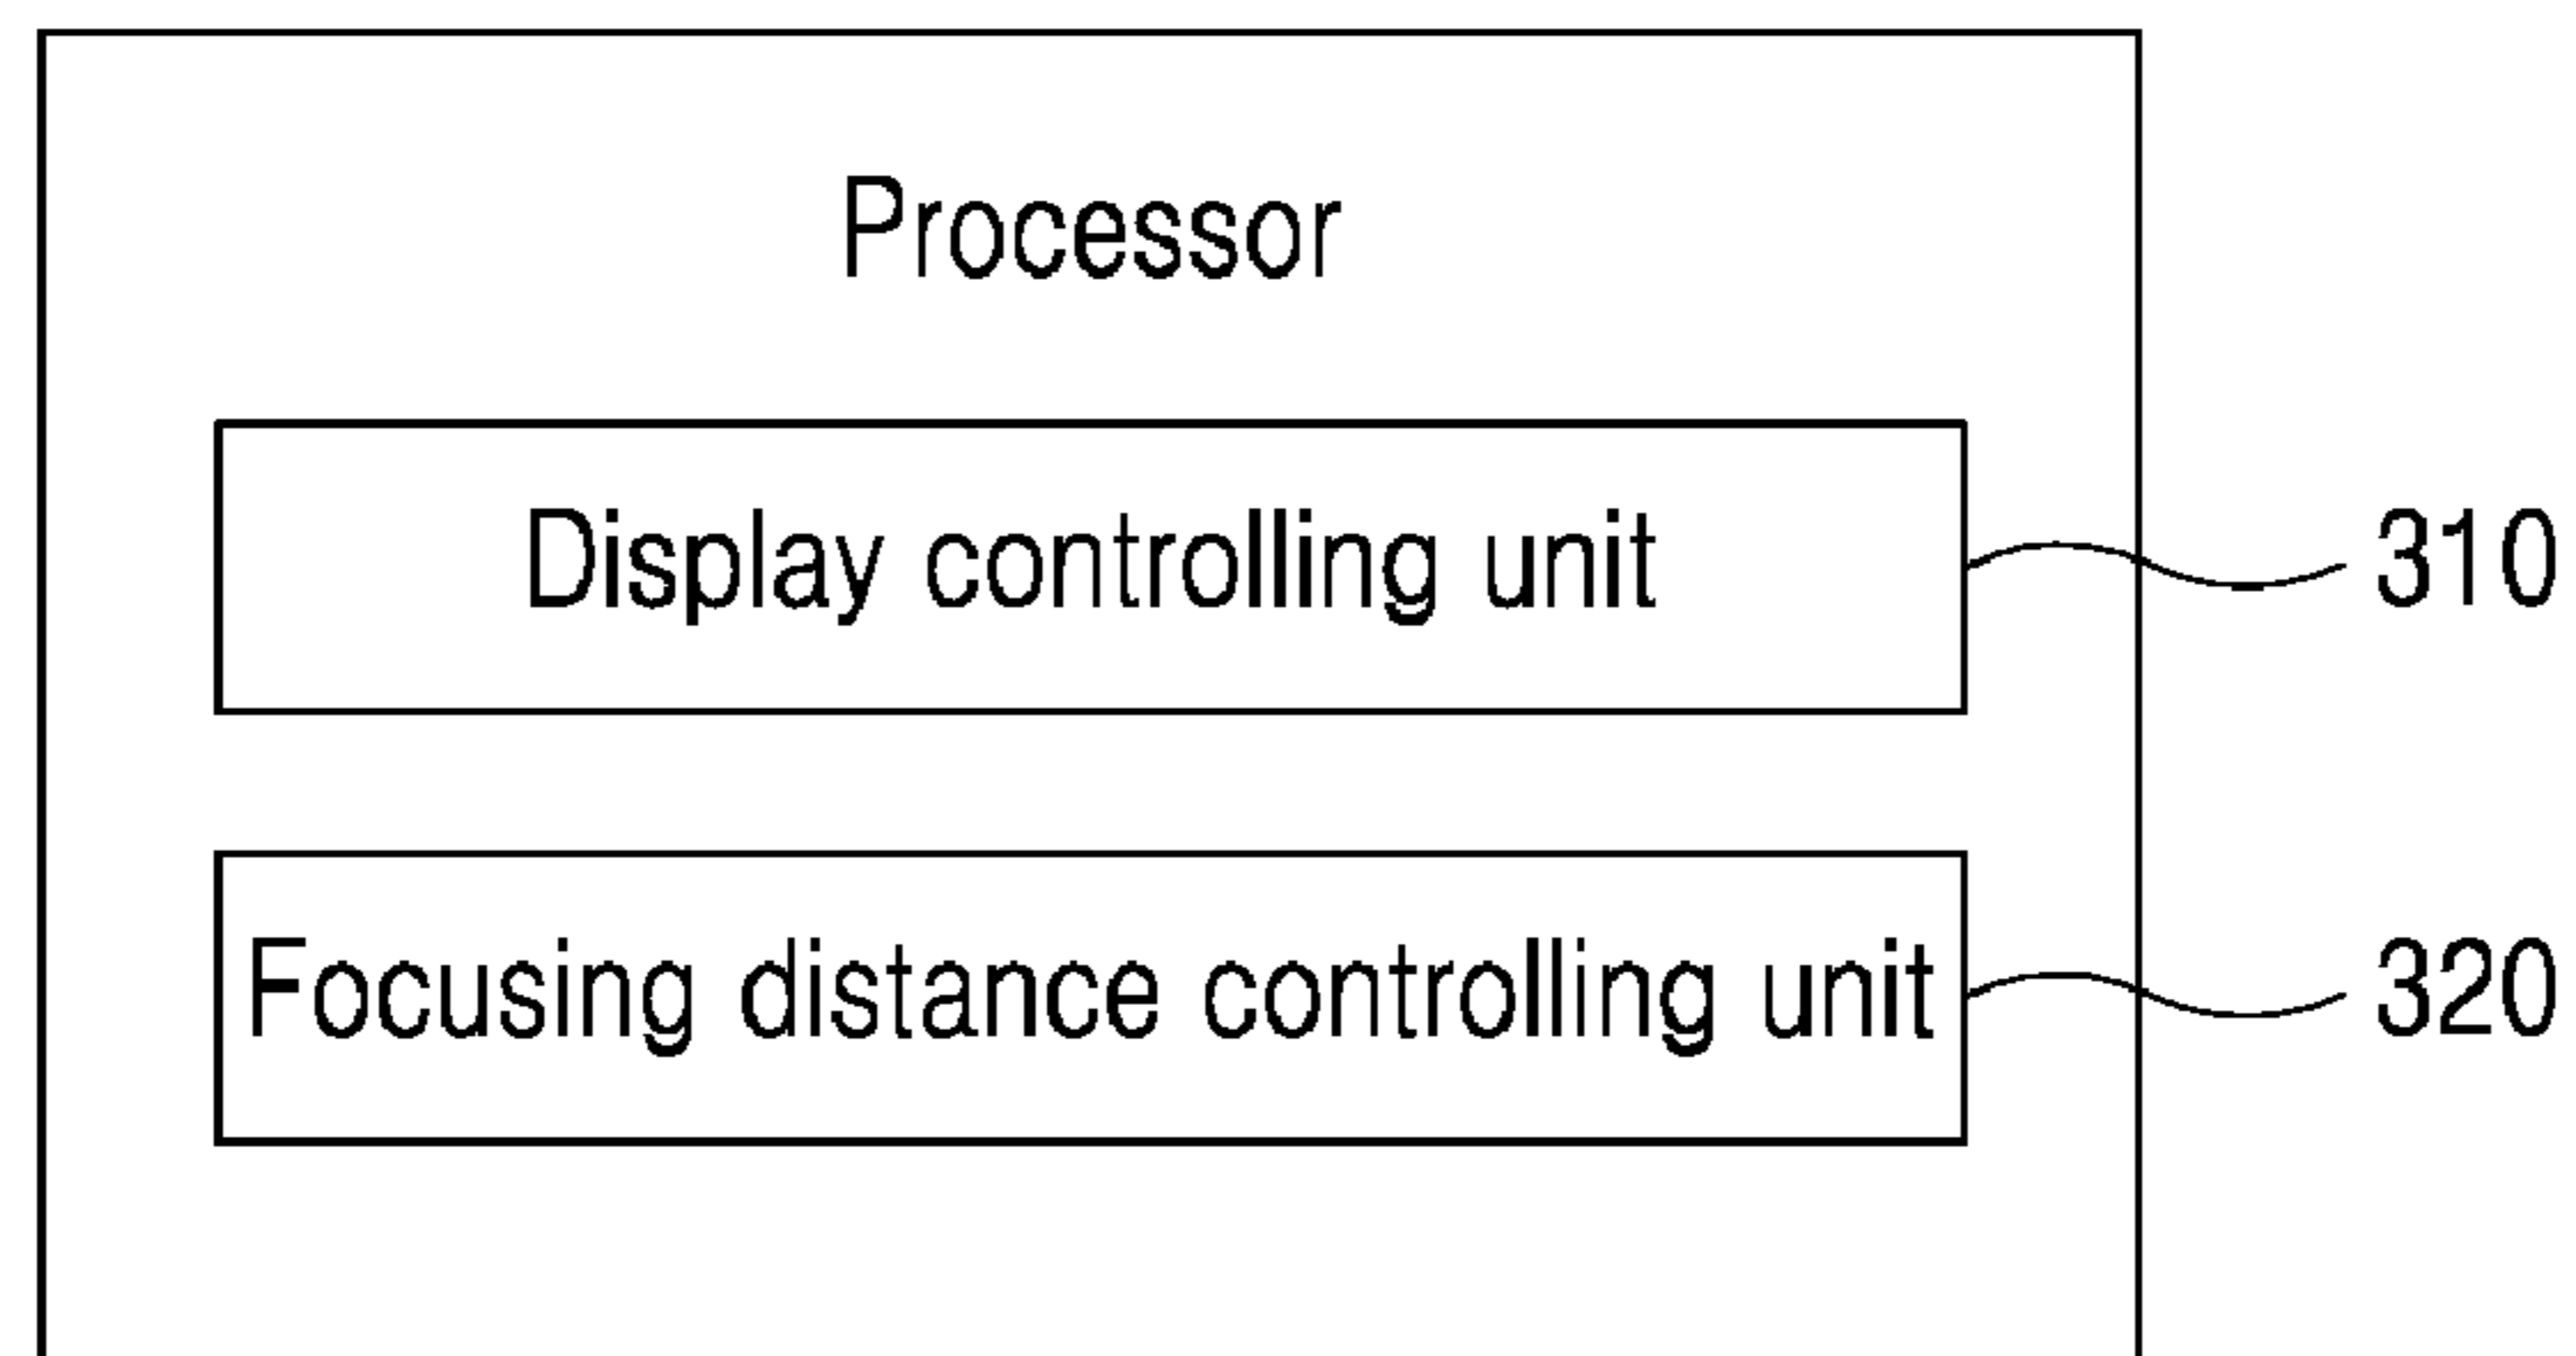 Processor
Display controlling unit
310
Focusing distance controlling unit
320